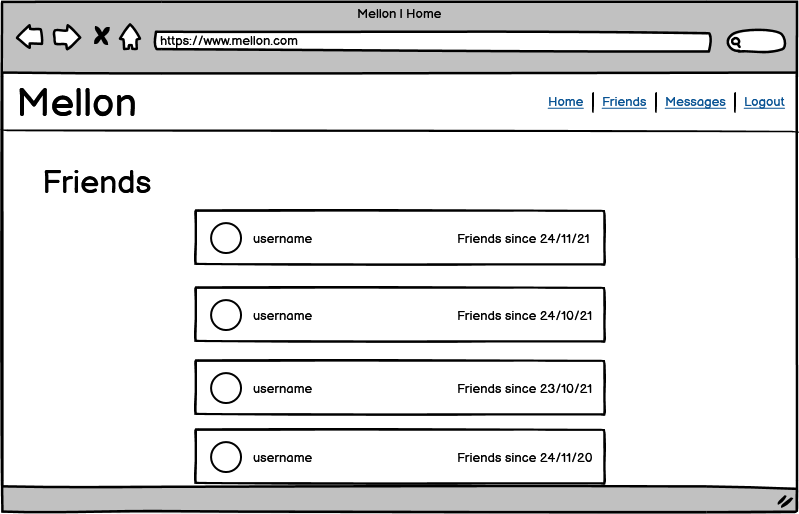 Mellon | Home
https://www.mellon.com
Mellon
Home | Friends | Messages | Logout
Friends
username Friends since 24/11/21
username Friends since 24/10/21
username Friends since 23/10/21
username Friends since 24/11/20